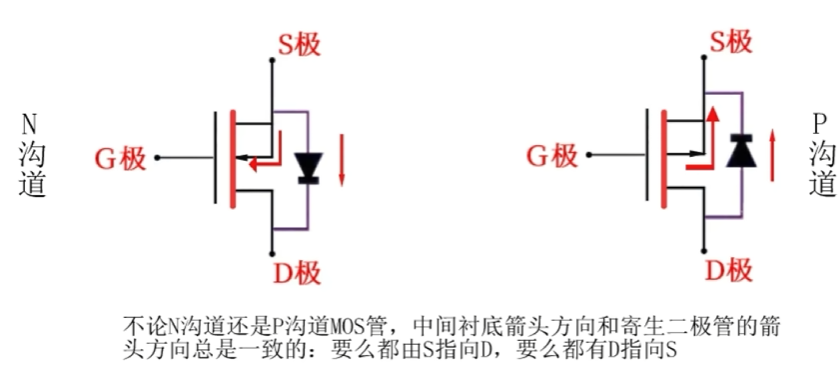 S极
S极
N沟道
G极
G极
P沟道
D极
D极
不论N沟道还是P沟道MOS管，中间衬底箭头方向和寄生二极管的箭
头方向总是一致的：要么都由S指向D，要么都有D指向S